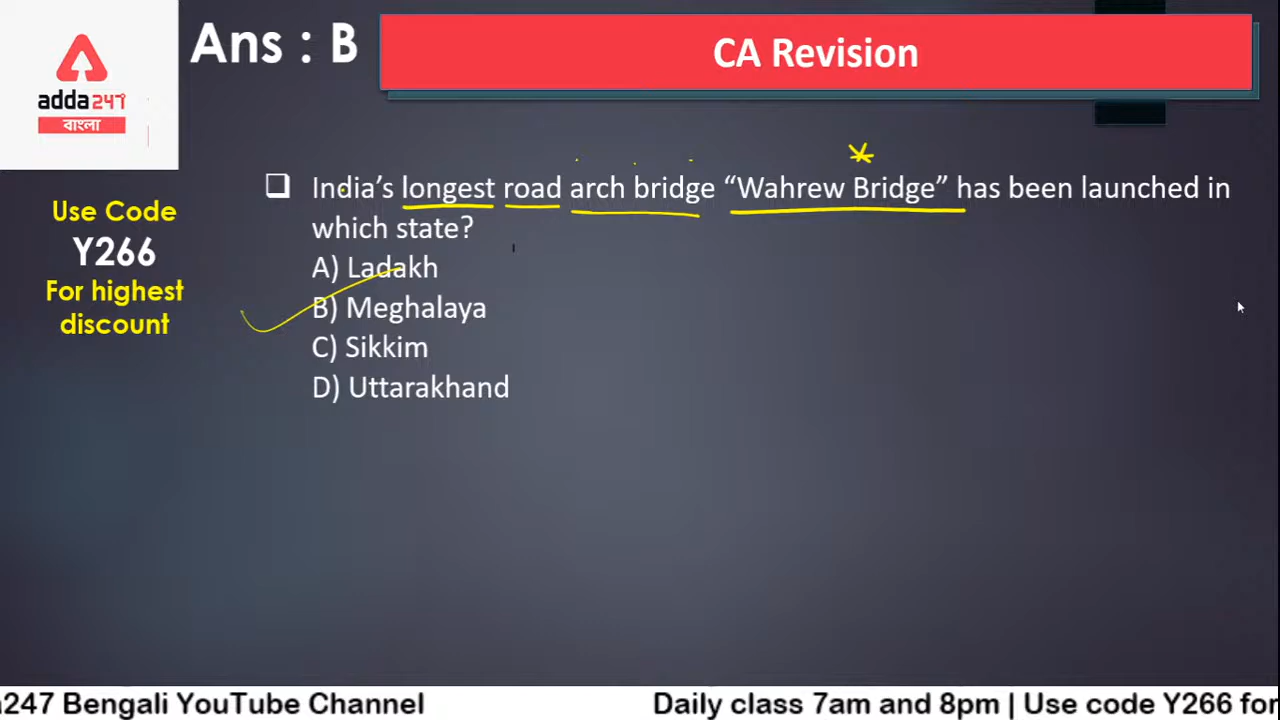 Ans : B
CA Revision
adda247
বাংলা
Use Code
Y266
For highest
discount
❑ India’s longest road arch bridge “Wahrew Bridge” has been launched in
which state?
A) Ladakh
B) Meghalaya
C) Sikkim
D) Uttarakhand
a247 Bengali YouTube Channel
Daily class 7am and 8pm | Use code Y266 for